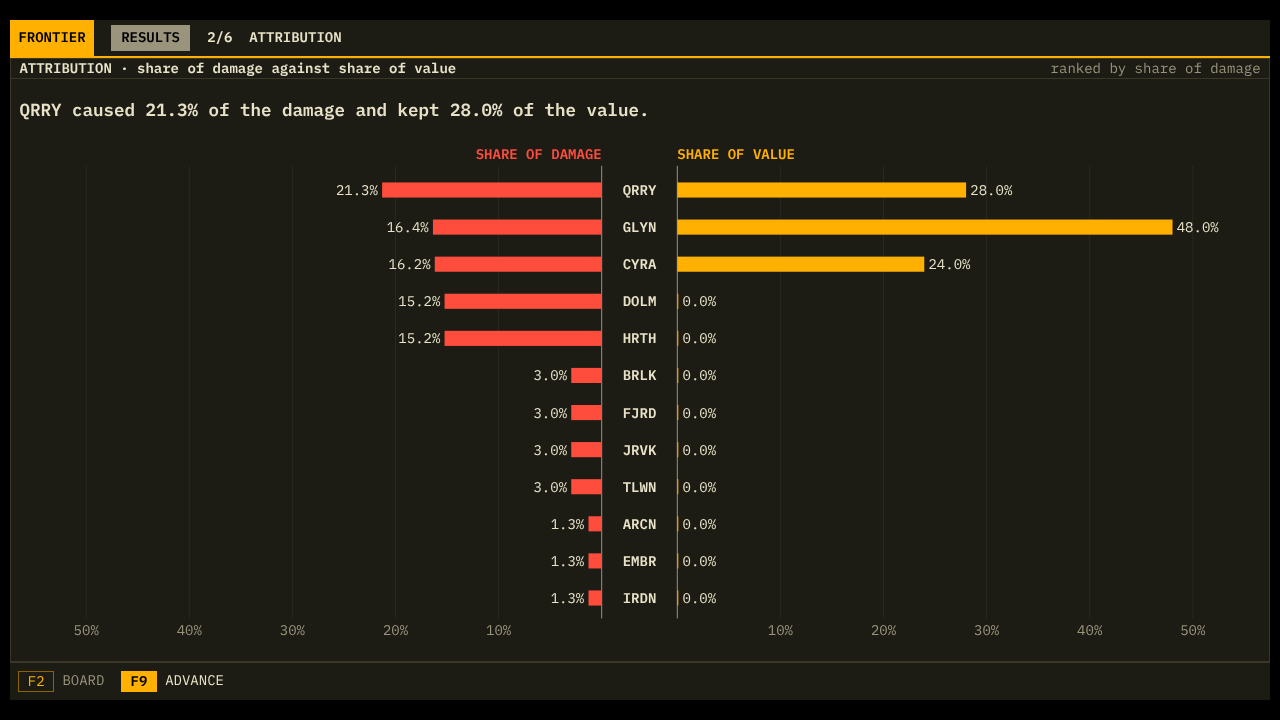 FRONTIER RESULTS 2/6 ATTRIBUTION
ATTRIBUTION · share of damage against share of value ranked by share of damage
QRRY caused 21.3% of the damage and kept 28.0% of the value.
SHARE OF DAMAGE SHARE OF VALUE
21.3% QRRY 28.0%
16.4% GLYN 48.0%
16.2% CYRA 24.0%
15.2% DOLM 0.0%
15.2% HRTH 0.0%
3.0% BRLK 0.0%
3.0% FJRD 0.0%
3.0% JRVK 0.0%
3.0% TLWN 0.0%
1.3% ARCN 0.0%
1.3% EMBR 0.0%
1.3% IRDN 0.0%
50% 40% 30% 20% 10% 10% 20% 30% 40% 50%
F2 BOARD F9 ADVANCE